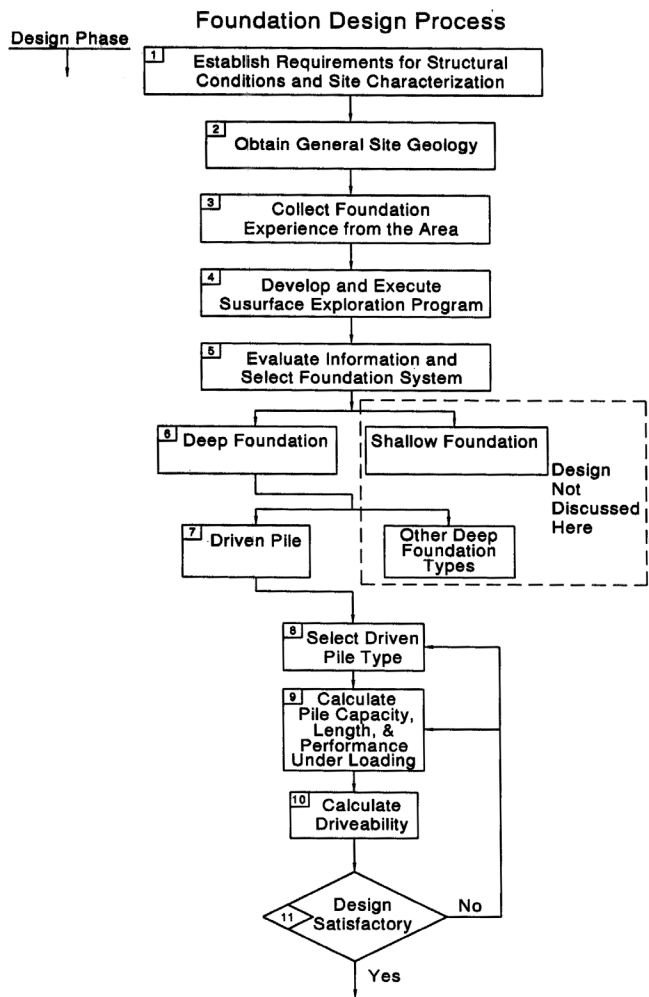 Foundation Design Process
Design Phase
1
Establish Requirements for Structural
Conditions and Site Characterization
2
Obtain General Site Geology
3
Collect Foundation
Experience from the Area
4
Develop and Execute
Susurface Exploration Program
5
Evaluate Information and
Select Foundation System
6
Deep Foundation
Shallow Foundation
Design
Not
Discussed
Here
7
Driven Pile
Other Deep
Foundation
Types
8
Select Driven
Pile Type
9
Calculate
Pile Capacity,
Length, &
Performance
Under Loading
10
Calculate
Driveability
11
Design
Satisfactory
No
Yes